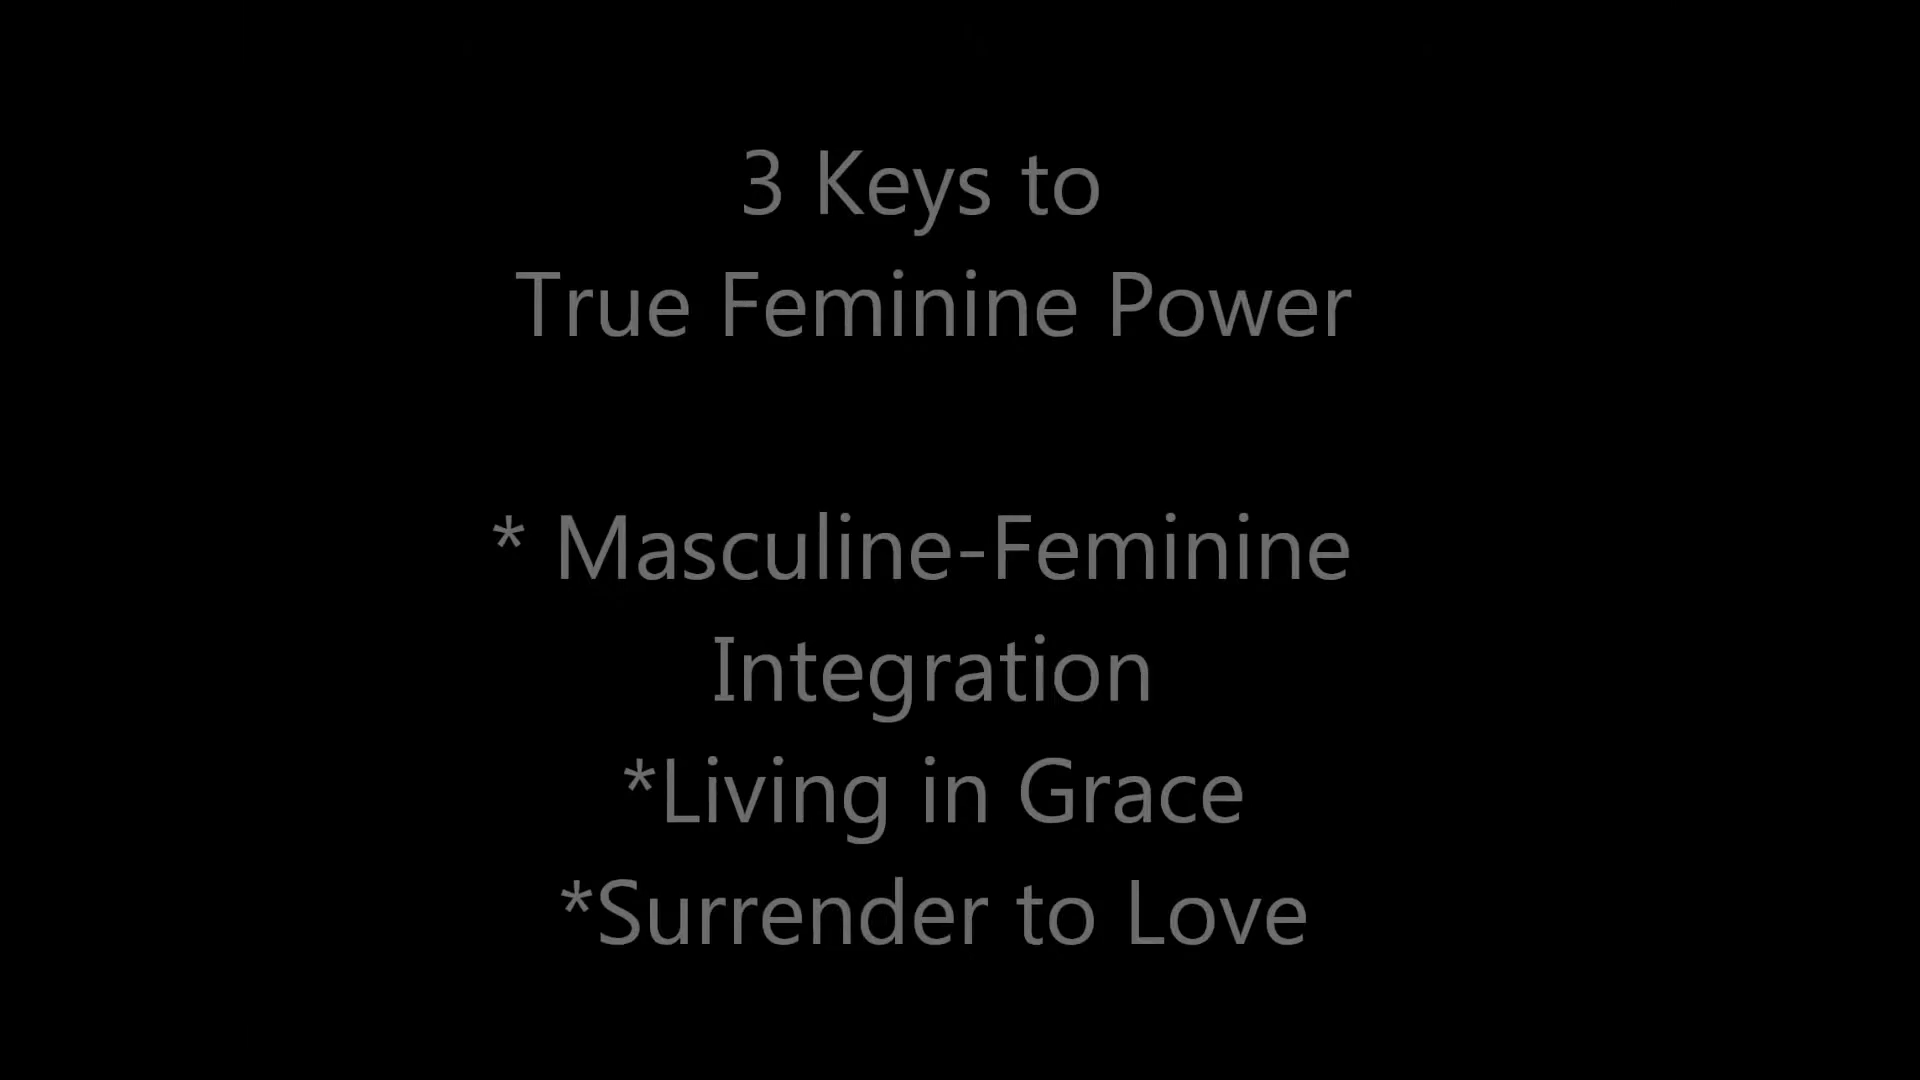 3 Keys to
True Feminine Power
* Masculine-Feminine
Integration
*Living in Grace
*Surrender to Love